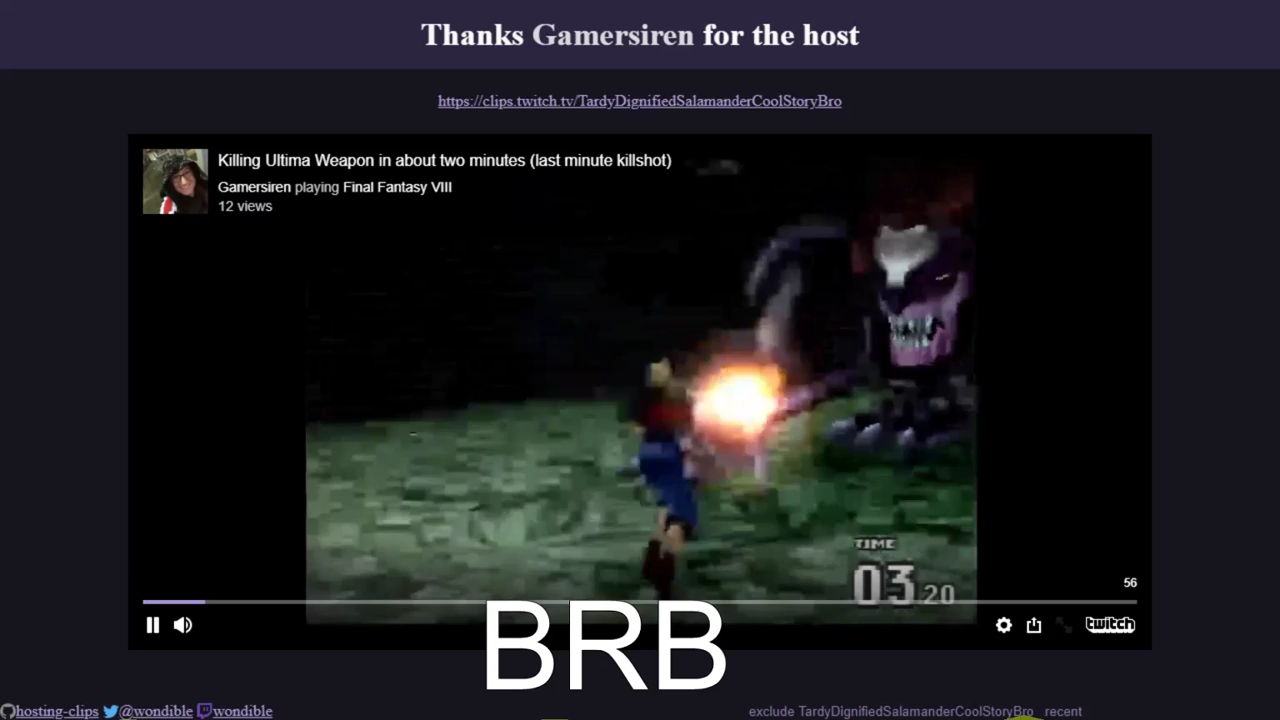 Thanks Gamersiren for the host
https://clips.twitch.tv/TardyDignifiedSalamanderCoolStoryBro
Killing Ultima Weapon in about two minutes (last minute killshot)
Gamersiren playing Final Fantasy VIII
12 views
TIME
03.20
56
twitch
BRB
hosting-clips @wondible wondible
exclude TardyDignifiedSalamanderCoolStoryBro recent